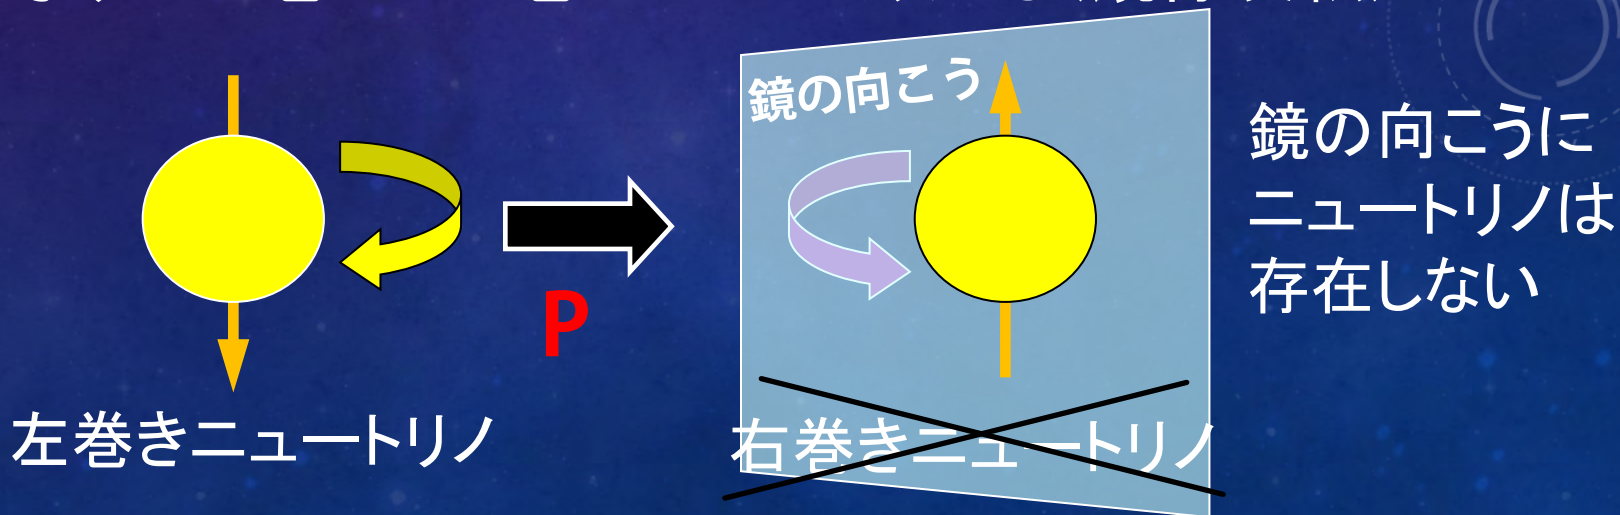 鏡の向こう
鏡の向こうに
ニュートリノは
存在しない
P
左巻きニュートリノ
右巻きニュートリノ